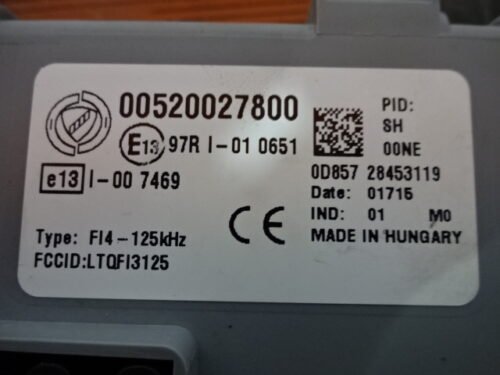 00520027800
E13 97R I-01 0651
e13 I-00 7469
Type: FI4-125kHz
FCCID:LTQFI3125
CE
PID:
SH
00NE
0D857 28453119
Date: 01715
IND: 01 M0
MADE IN HUNGARY